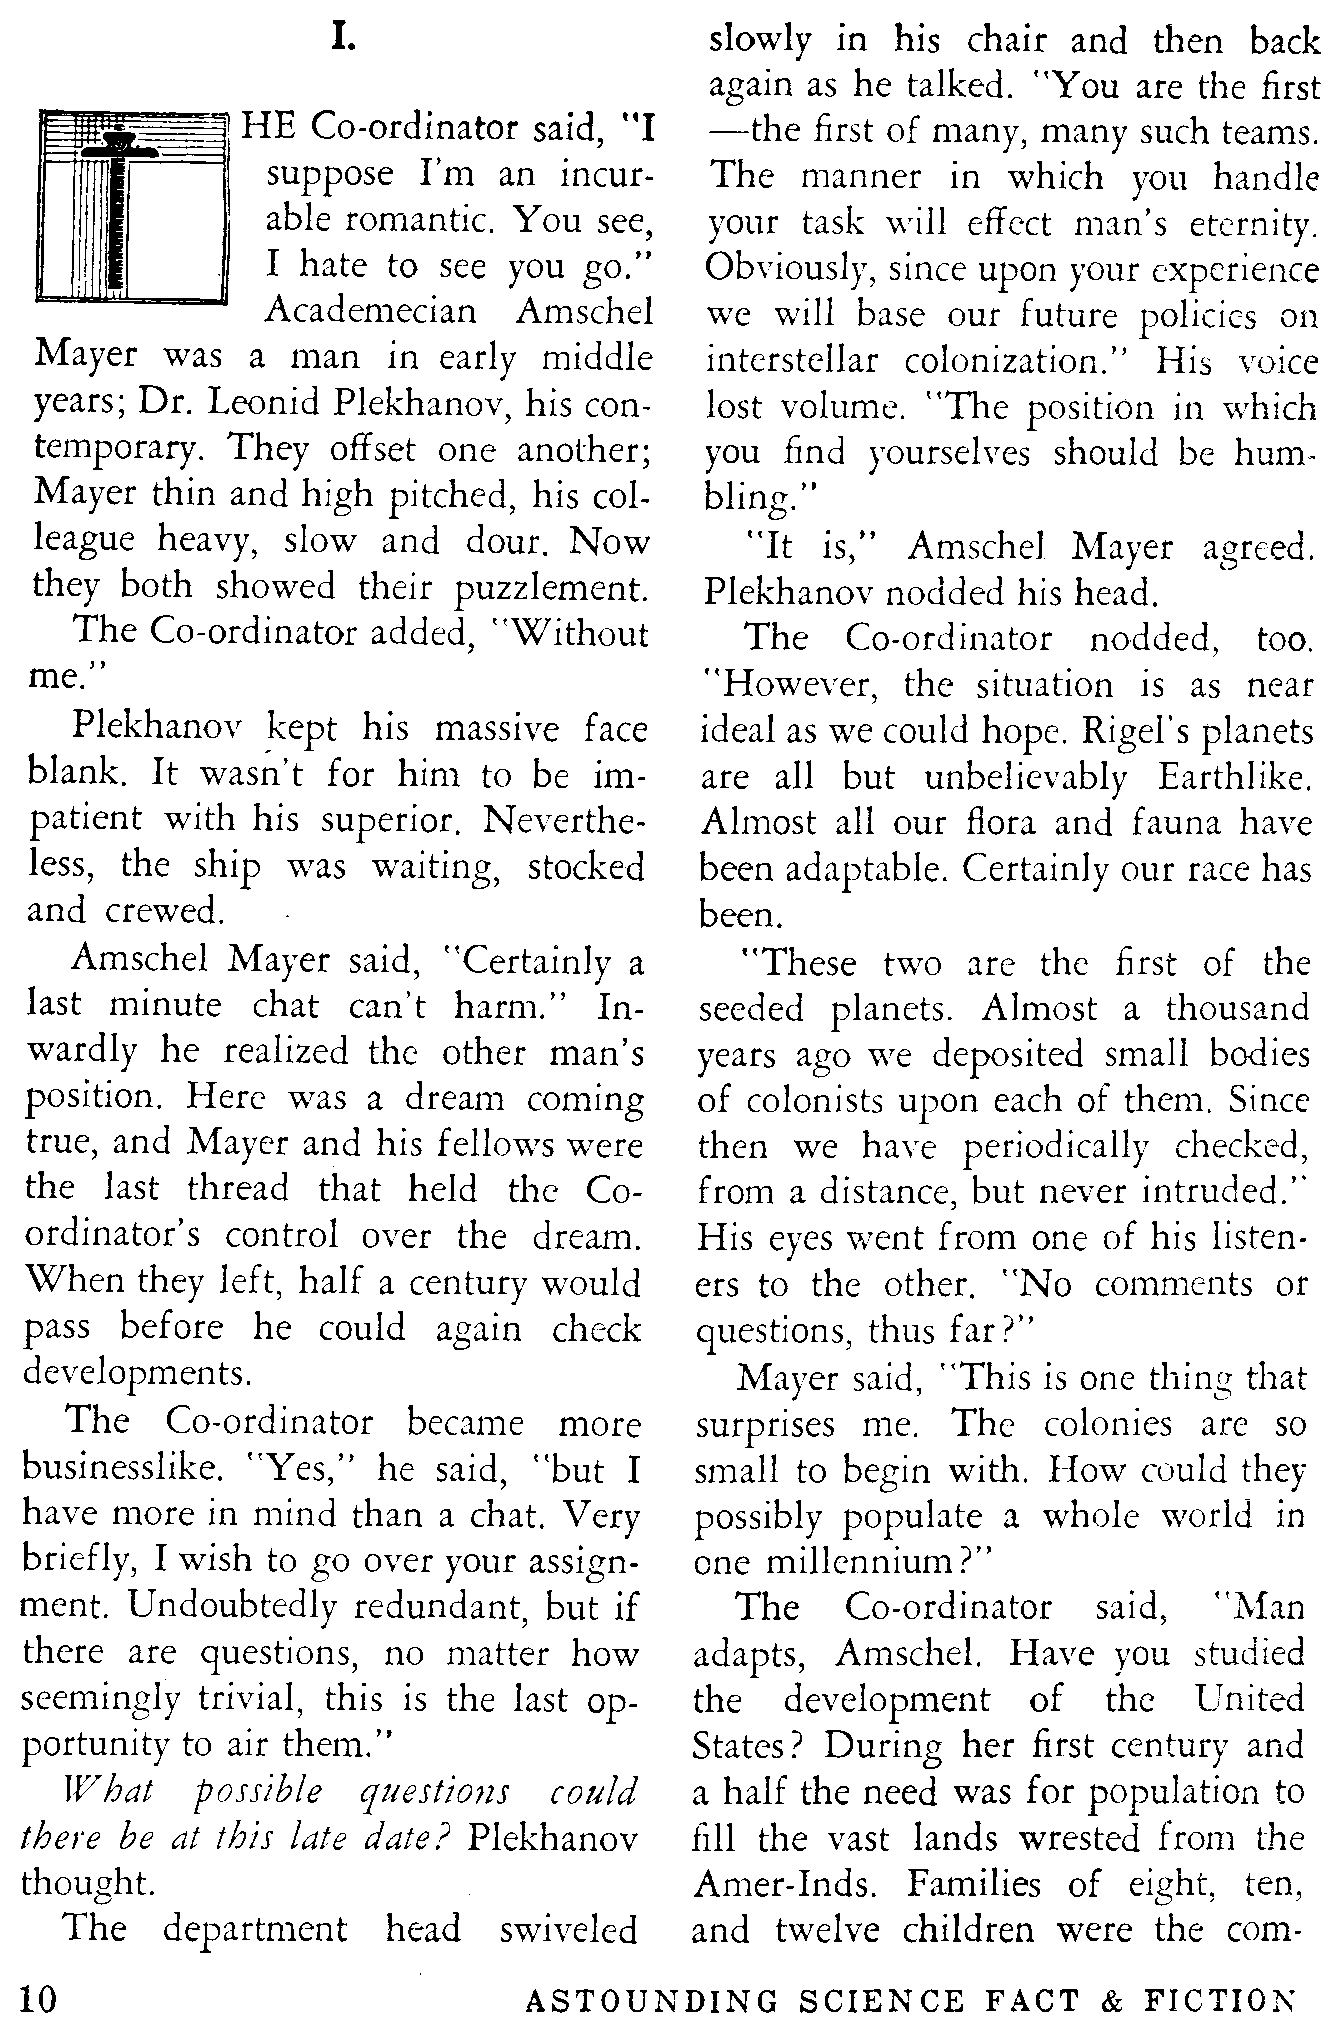 I.
THE Co-ordinator said, "I
suppose I'm an incur-
able romantic. You see,
I hate to see you go."
Academecian Amschel
Mayer was a man in early middle
years; Dr. Leonid Plekhanov, his con-
temporary. They offset one another;
Mayer thin and high pitched, his col-
league heavy, slow and dour. Now
they both showed their puzzlement.
The Co-ordinator added, "Without
me."
Plekhanov kept his massive face
blank. It wasn't for him to be im-
patient with his superior. Neverthe-
less, the ship was waiting, stocked
and crewed.
Amschel Mayer said, "Certainly a
last minute chat can't harm." In-
wardly he realized the other man's
position. Here was a dream coming
true, and Mayer and his fellows were
the last thread that held the Co-
ordinator's control over the dream.
When they left, half a century would
pass before he could again check
developments.
The Co-ordinator became more
businesslike. "Yes," he said, "but I
have more in mind than a chat. Very
briefly, I wish to go over your assign-
ment. Undoubtedly redundant, but if
there are questions, no matter how
seemingly trivial, this is the last op-
portunity to air them."
What possible questions could
there be at this late date? Plekhanov
thought.
The department head swiveled
slowly in his chair and then back
again as he talked. "You are the first
—the first of many, many such teams.
The manner in which you handle
your task will effect man's eternity.
Obviously, since upon your experience
we will base our future policies on
interstellar colonization." His voice
lost volume. "The position in which
you find yourselves should be hum-
bling."
"It is," Amschel Mayer agreed.
Plekhanov nodded his head.
The Co-ordinator nodded, too.
"However, the situation is as near
ideal as we could hope. Rigel's planets
are all but unbelievably Earthlike.
Almost all our flora and fauna have
been adaptable. Certainly our race has
been.
"These two are the first of the
seeded planets. Almost a thousand
years ago we deposited small bodies
of colonists upon each of them. Since
then we have periodically checked,
from a distance, but never intruded."
His eyes went from one of his listen-
ers to the other. "No comments or
questions, thus far?"
Mayer said, "This is one thing that
surprises me. The colonies are so
small to begin with. How could they
possibly populate a whole world in
one millennium?"
The Co-ordinator said, "Man
adapts, Amschel. Have you studied
the development of the United
States? During her first century and
a half the need was for population to
fill the vast lands wrested from the
Amer-Inds. Families of eight, ten,
and twelve children were the com-
10 ASTOUNDING SCIENCE FACT & FICTION